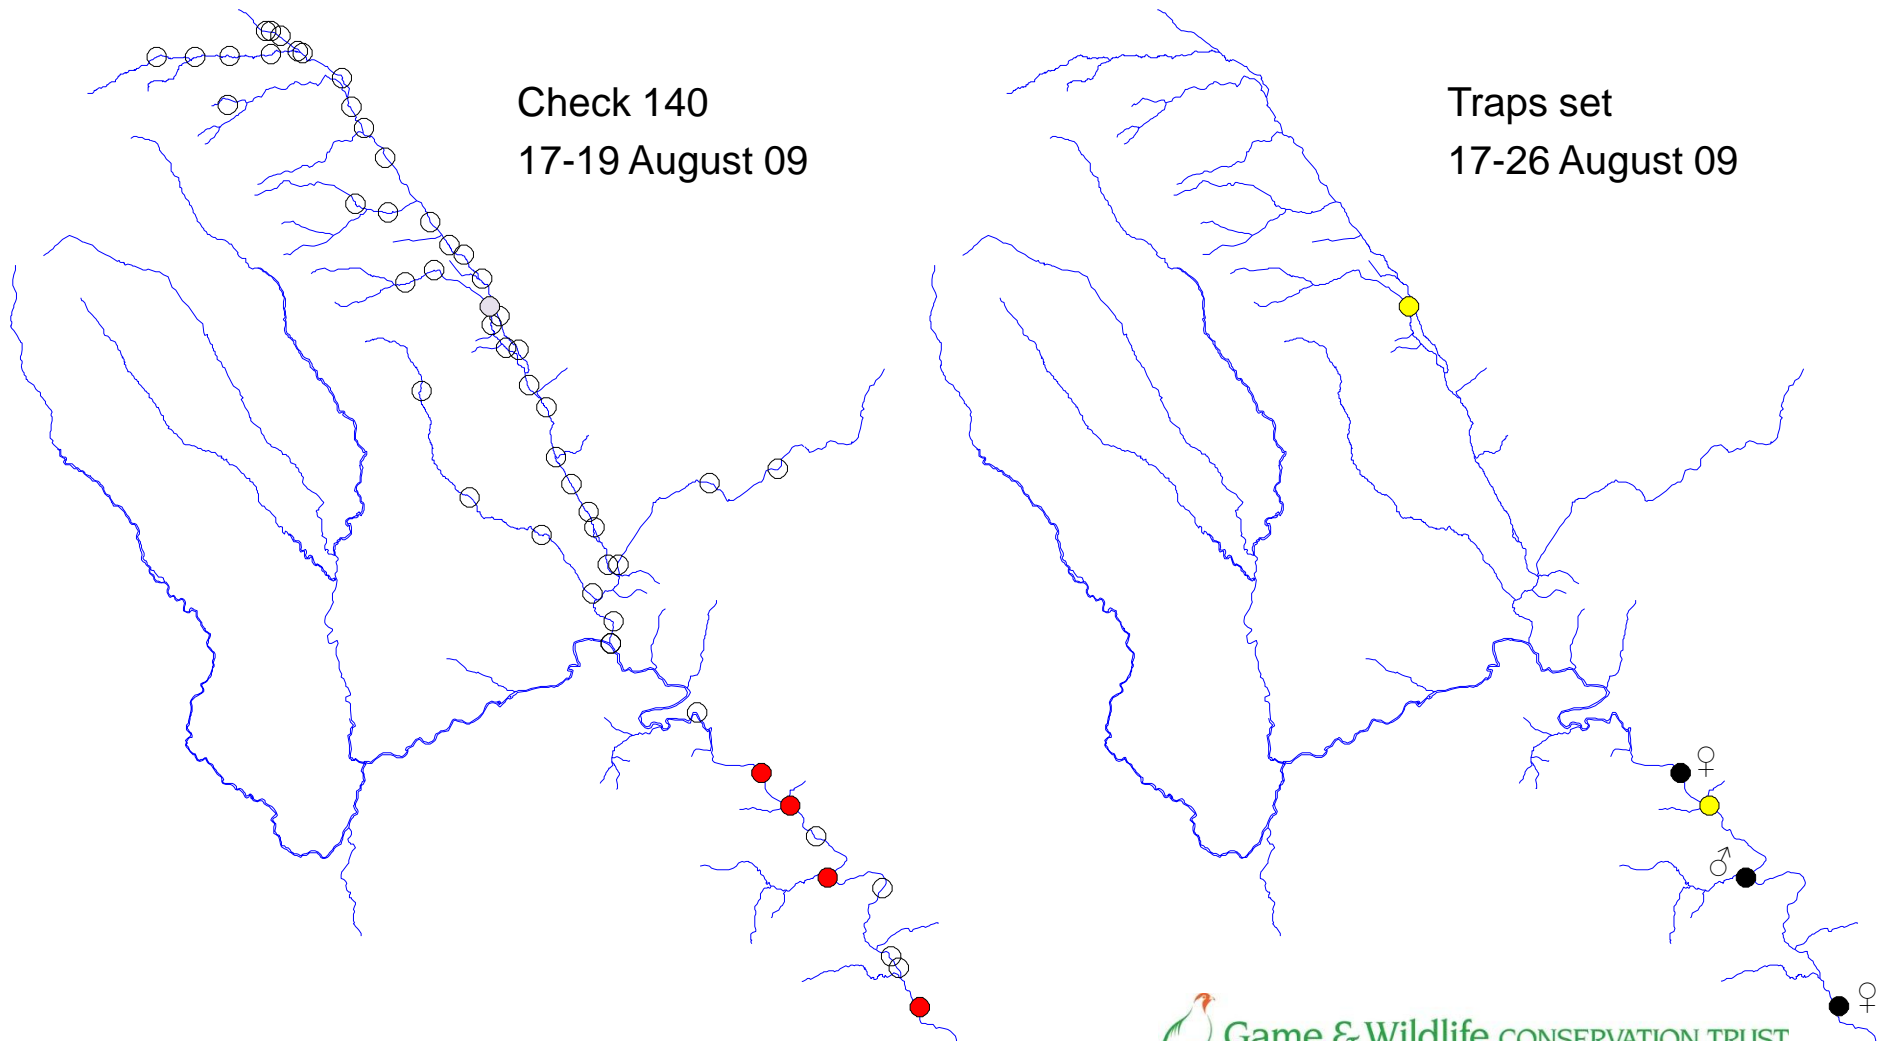 Check 140
17-19 August 09
Traps set
17-26 August 09
♀
♂
♀
Game & Wildlife CONSERVATION TRUST